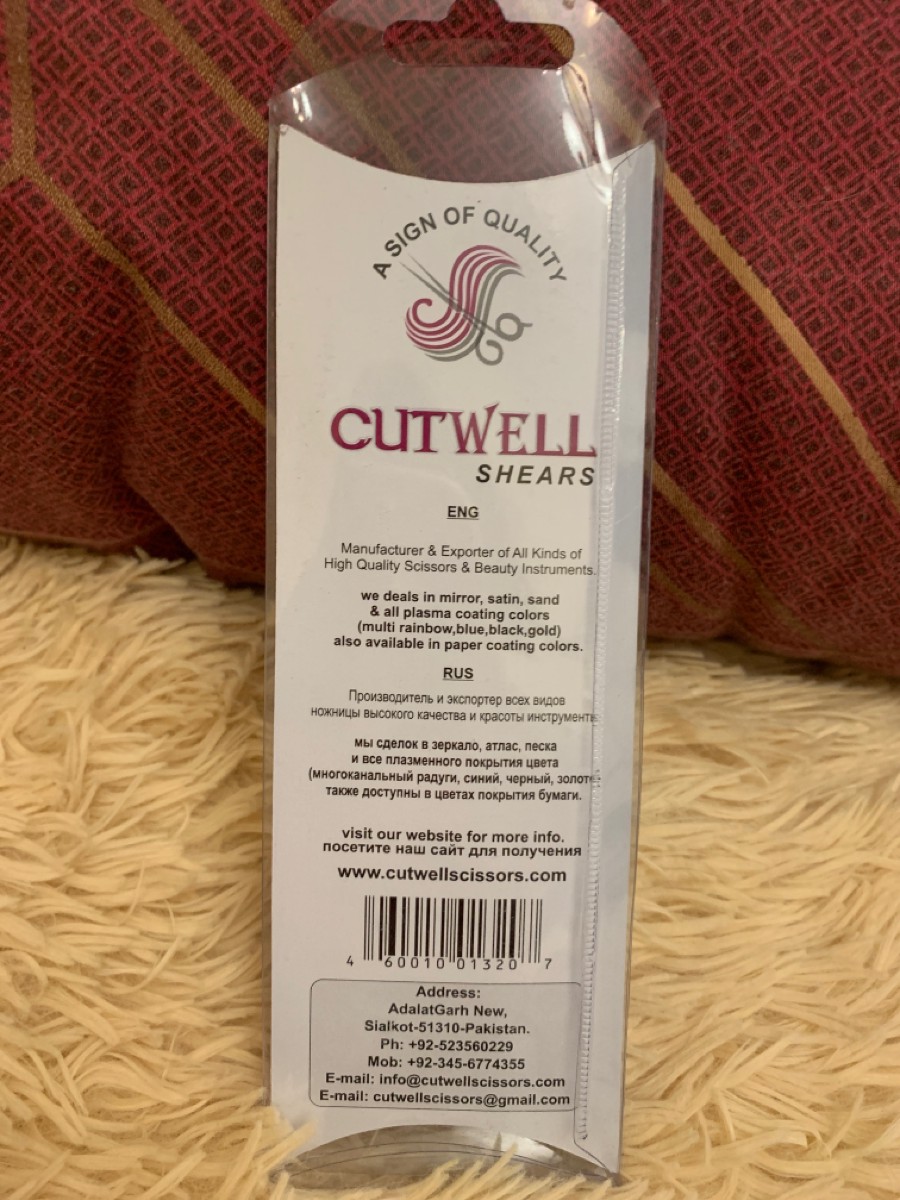 A SIGN OF QUALITY
CUTWELL
SHEARS
ENG
Manufacturer & Exporter of All Kinds of
High Quality Scissors & Beauty Instruments.
we deals in mirror, satin, sand
& all plasma coating colors
(multi rainbow,blue,black,gold)
also available in paper coating colors.
RUS
Производитель и экспортер всех видов
ножницы высокого качества и красоты
мы сделок в зеркало, атлас, песка
и все плазменного покрытия цвета
(многоканальный радуги, синий, черный,
также доступны в цветах покрытия бумаги.
visit our website for more info.
посетите наш сайт для получения
www.cutwellscissors.com
4 60010 01320 7
Address:
AdalatGarh New,
Sialkot-51310-Pakistan.
Ph: +92-523560229
Mob: +92-345-6774355
E-mail: info@cutwellscissors.com
E-mail: cutwellscissors@gmail.com